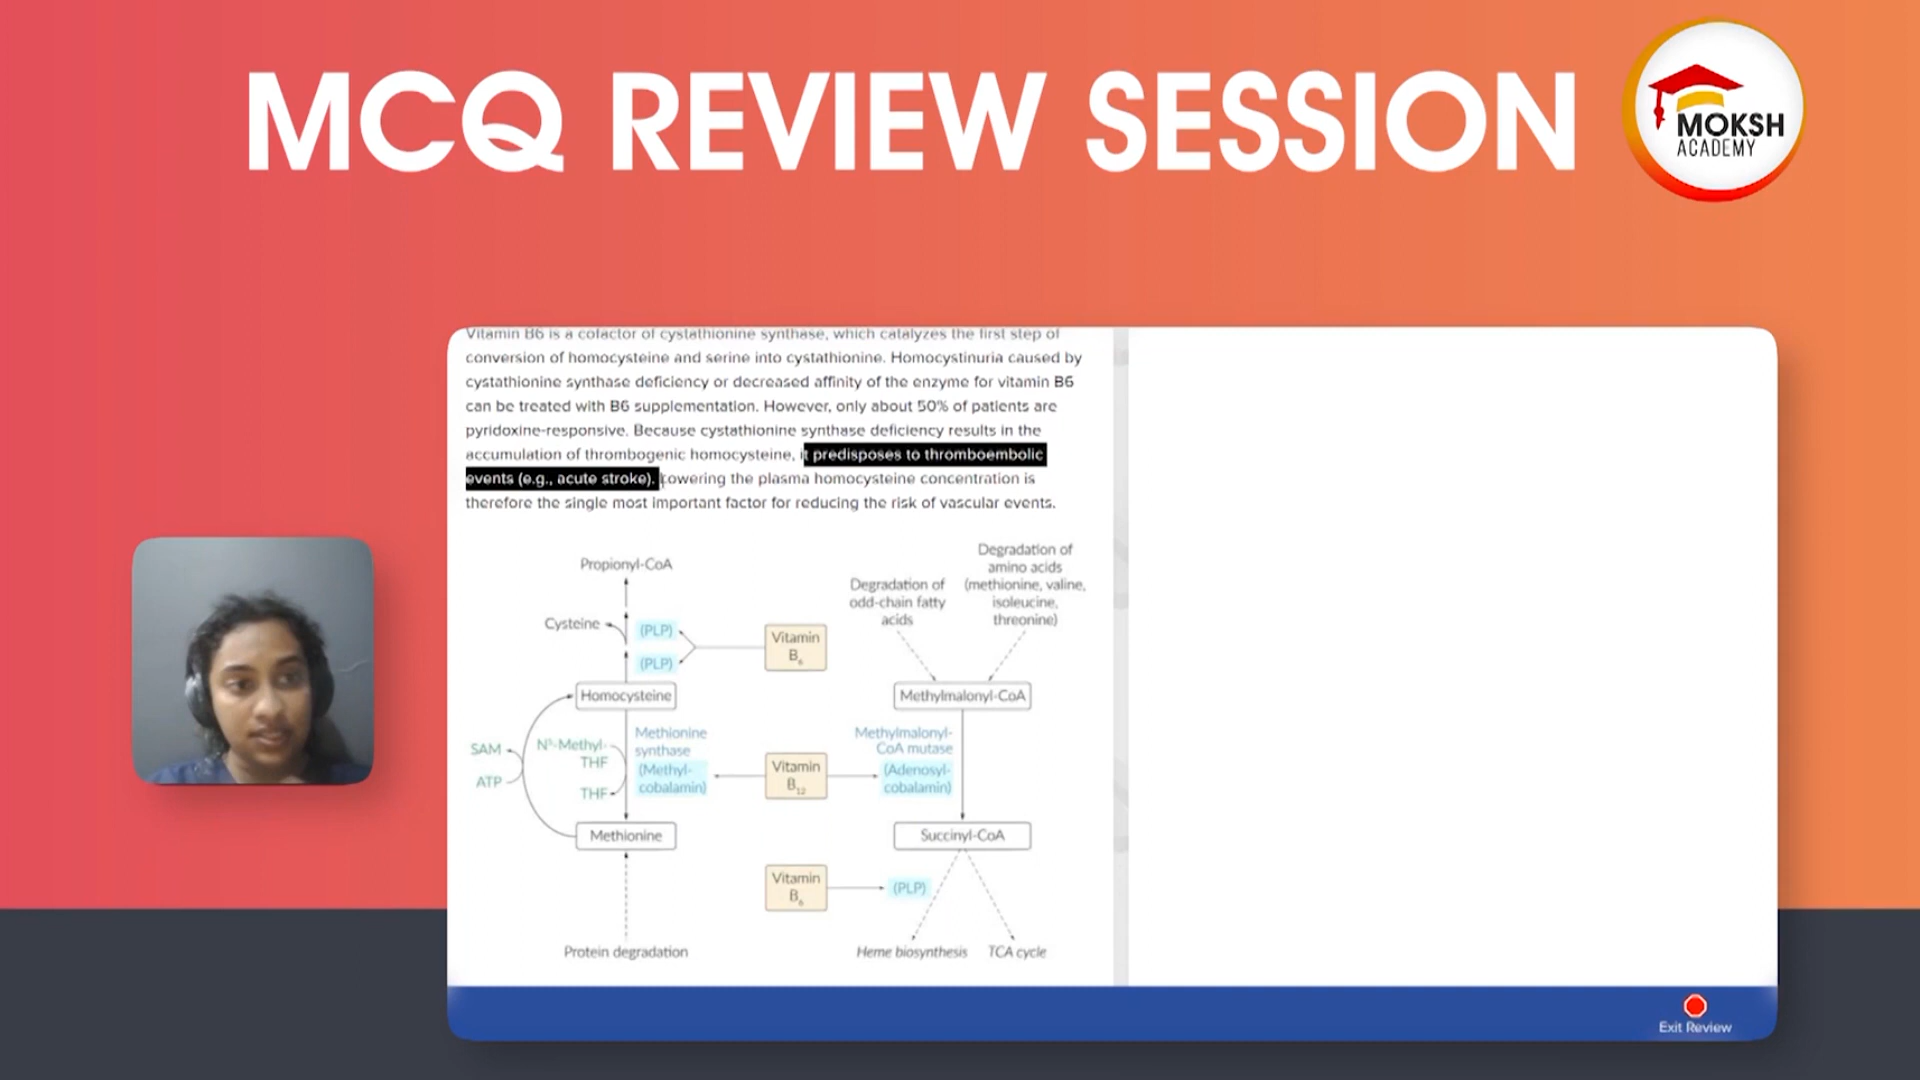 MCQ REVIEW SESSION
MOKSH
ACADEMY
Vitamin B6 is a cofactor of cystathionine synthase, which catalyzes the first step of
conversion of homocysteine and serine into cystathionine. Homocystinuria caused by
cystathionine synthase deficiency or decreased affinity of the enzyme for vitamin B6
can be treated with B6 supplementation. However, only about 50% of patients are
pyridoxine-responsive. Because cystathionine synthase deficiency results in the
accumulation of thrombogenic homocysteine, it predisposes to thromboembolic
events (e.g., acute stroke). Lowering the plasma homocysteine concentration is
therefore the single most important factor for reducing the risk of vascular events.
Propionyl-CoA
Cysteine
(PLP)
(PLP)
Vitamin
B₆
Homocysteine
SAM
ATP
N⁵-Methyl-
THF
THF
Methionine
synthase
(Methyl-
cobalamin)
Vitamin
B₁₂
Methionine
Protein degradation
Degradation of
odd-chain fatty
acids
Degradation of
amino acids
(methionine, valine,
isoleucine,
threonine)
Methylmalonyl-CoA
Methylmalonyl-
CoA mutase
(Adenosyl-
cobalamin)
Succinyl-CoA
Vitamin
B₆
(PLP)
Heme biosynthesis
TCA cycle
Exit Review